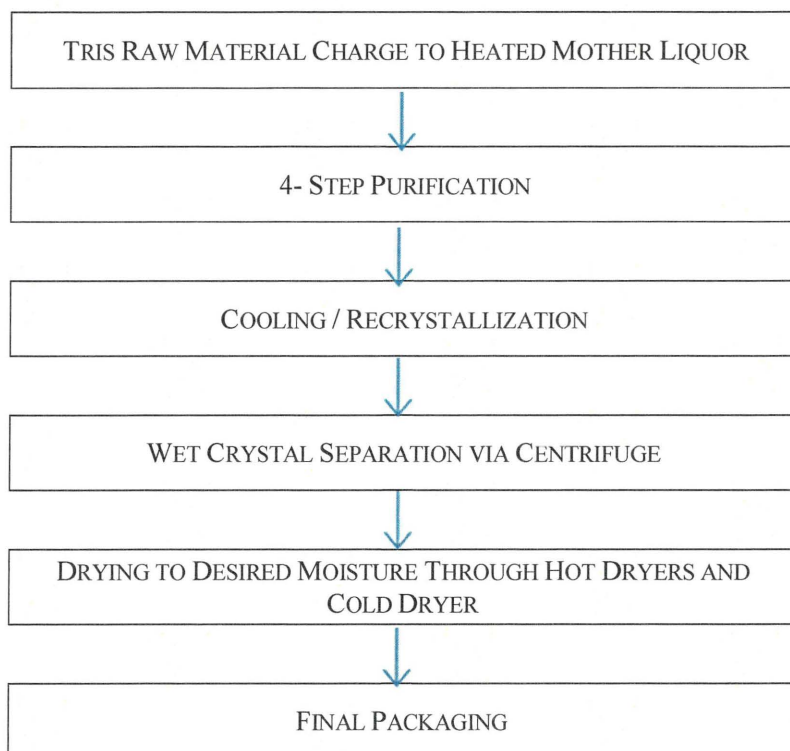 TRIS RAW MATERIAL CHARGE TO HEATED MOTHER LIQUOR
4- STEP PURIFICATION
COOLING / RECRYSTALLIZATION
WET CRYSTAL SEPARATION VIA CENTRIFUGE
DRYING TO DESIRED MOISTURE THROUGH HOT DRYERS AND
COLD DRYER
FINAL PACKAGING